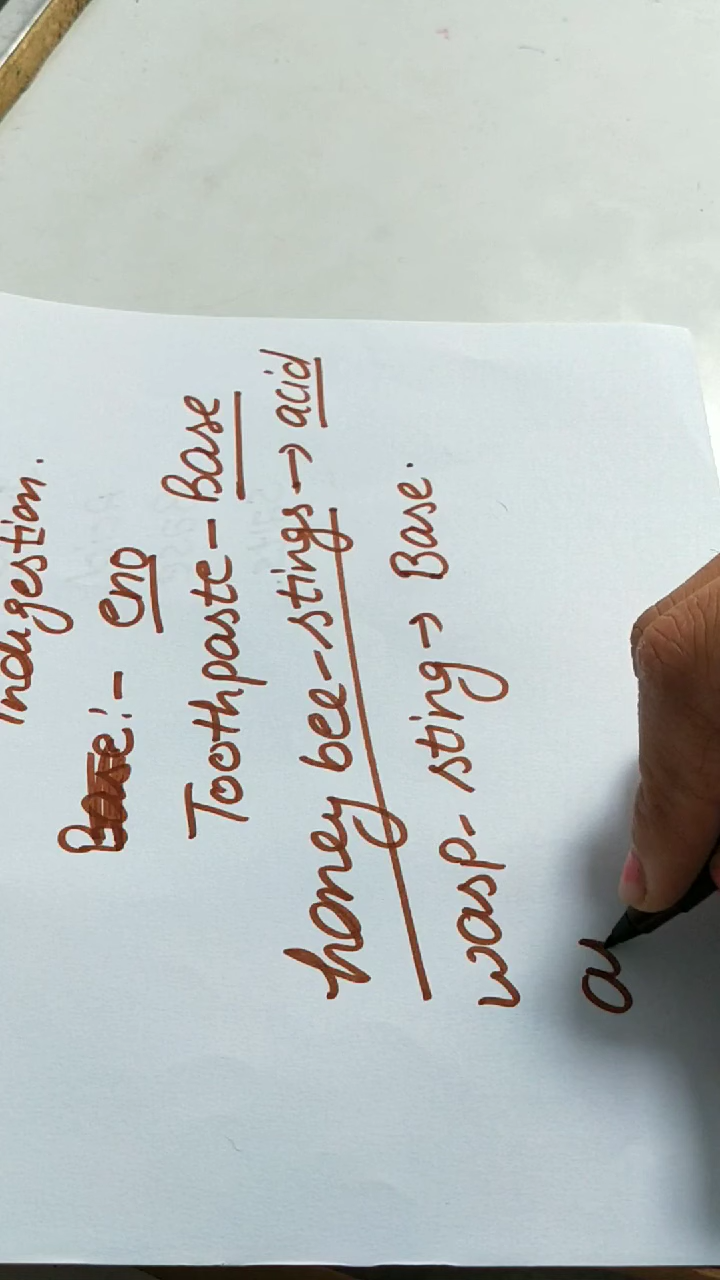 Indigestion.
Base:- eno
Toothpaste - Base
honey bee - stings → acid
wasp - sting → Base.